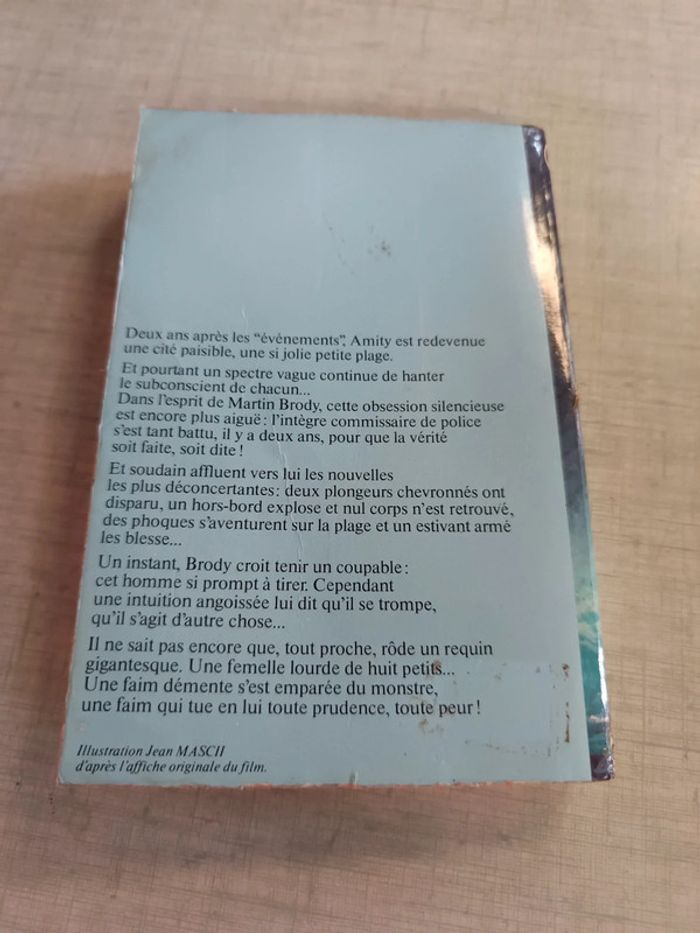 Deux ans après les "événements", Amity est redevenue
une cité paisible, une si jolie petite plage.
Et pourtant un spectre vague continue de hanter
le subconscient de chacun...
Dans l'esprit de Martin Brody, cette obsession silencieuse
est encore plus aiguë : l'intègre commissaire de police
s'est tant battu, il y a deux ans, pour que la vérité
soit faite, soit dite !
Et soudain affluent vers lui les nouvelles
les plus déconcertantes : deux plongeurs chevronnés ont
disparu, un hors-bord explose et nul corps n'est retrouvé,
des phoques s'aventurent sur la plage et un estivant armé
les blesse...
Un instant, Brody croit tenir un coupable :
cet homme si prompt à tirer. Cependant
une intuition angoissée lui dit qu'il se trompe,
qu'il s'agit d'autre chose...
Il ne sait pas encore que, tout proche, rôde un requin
gigantesque. Une femelle lourde de huit petits...
Une faim démente s'est emparée du monstre,
une faim qui tue en lui toute prudence, toute peur !
Illustration Jean MASCII
d'après l'affiche originale du film.